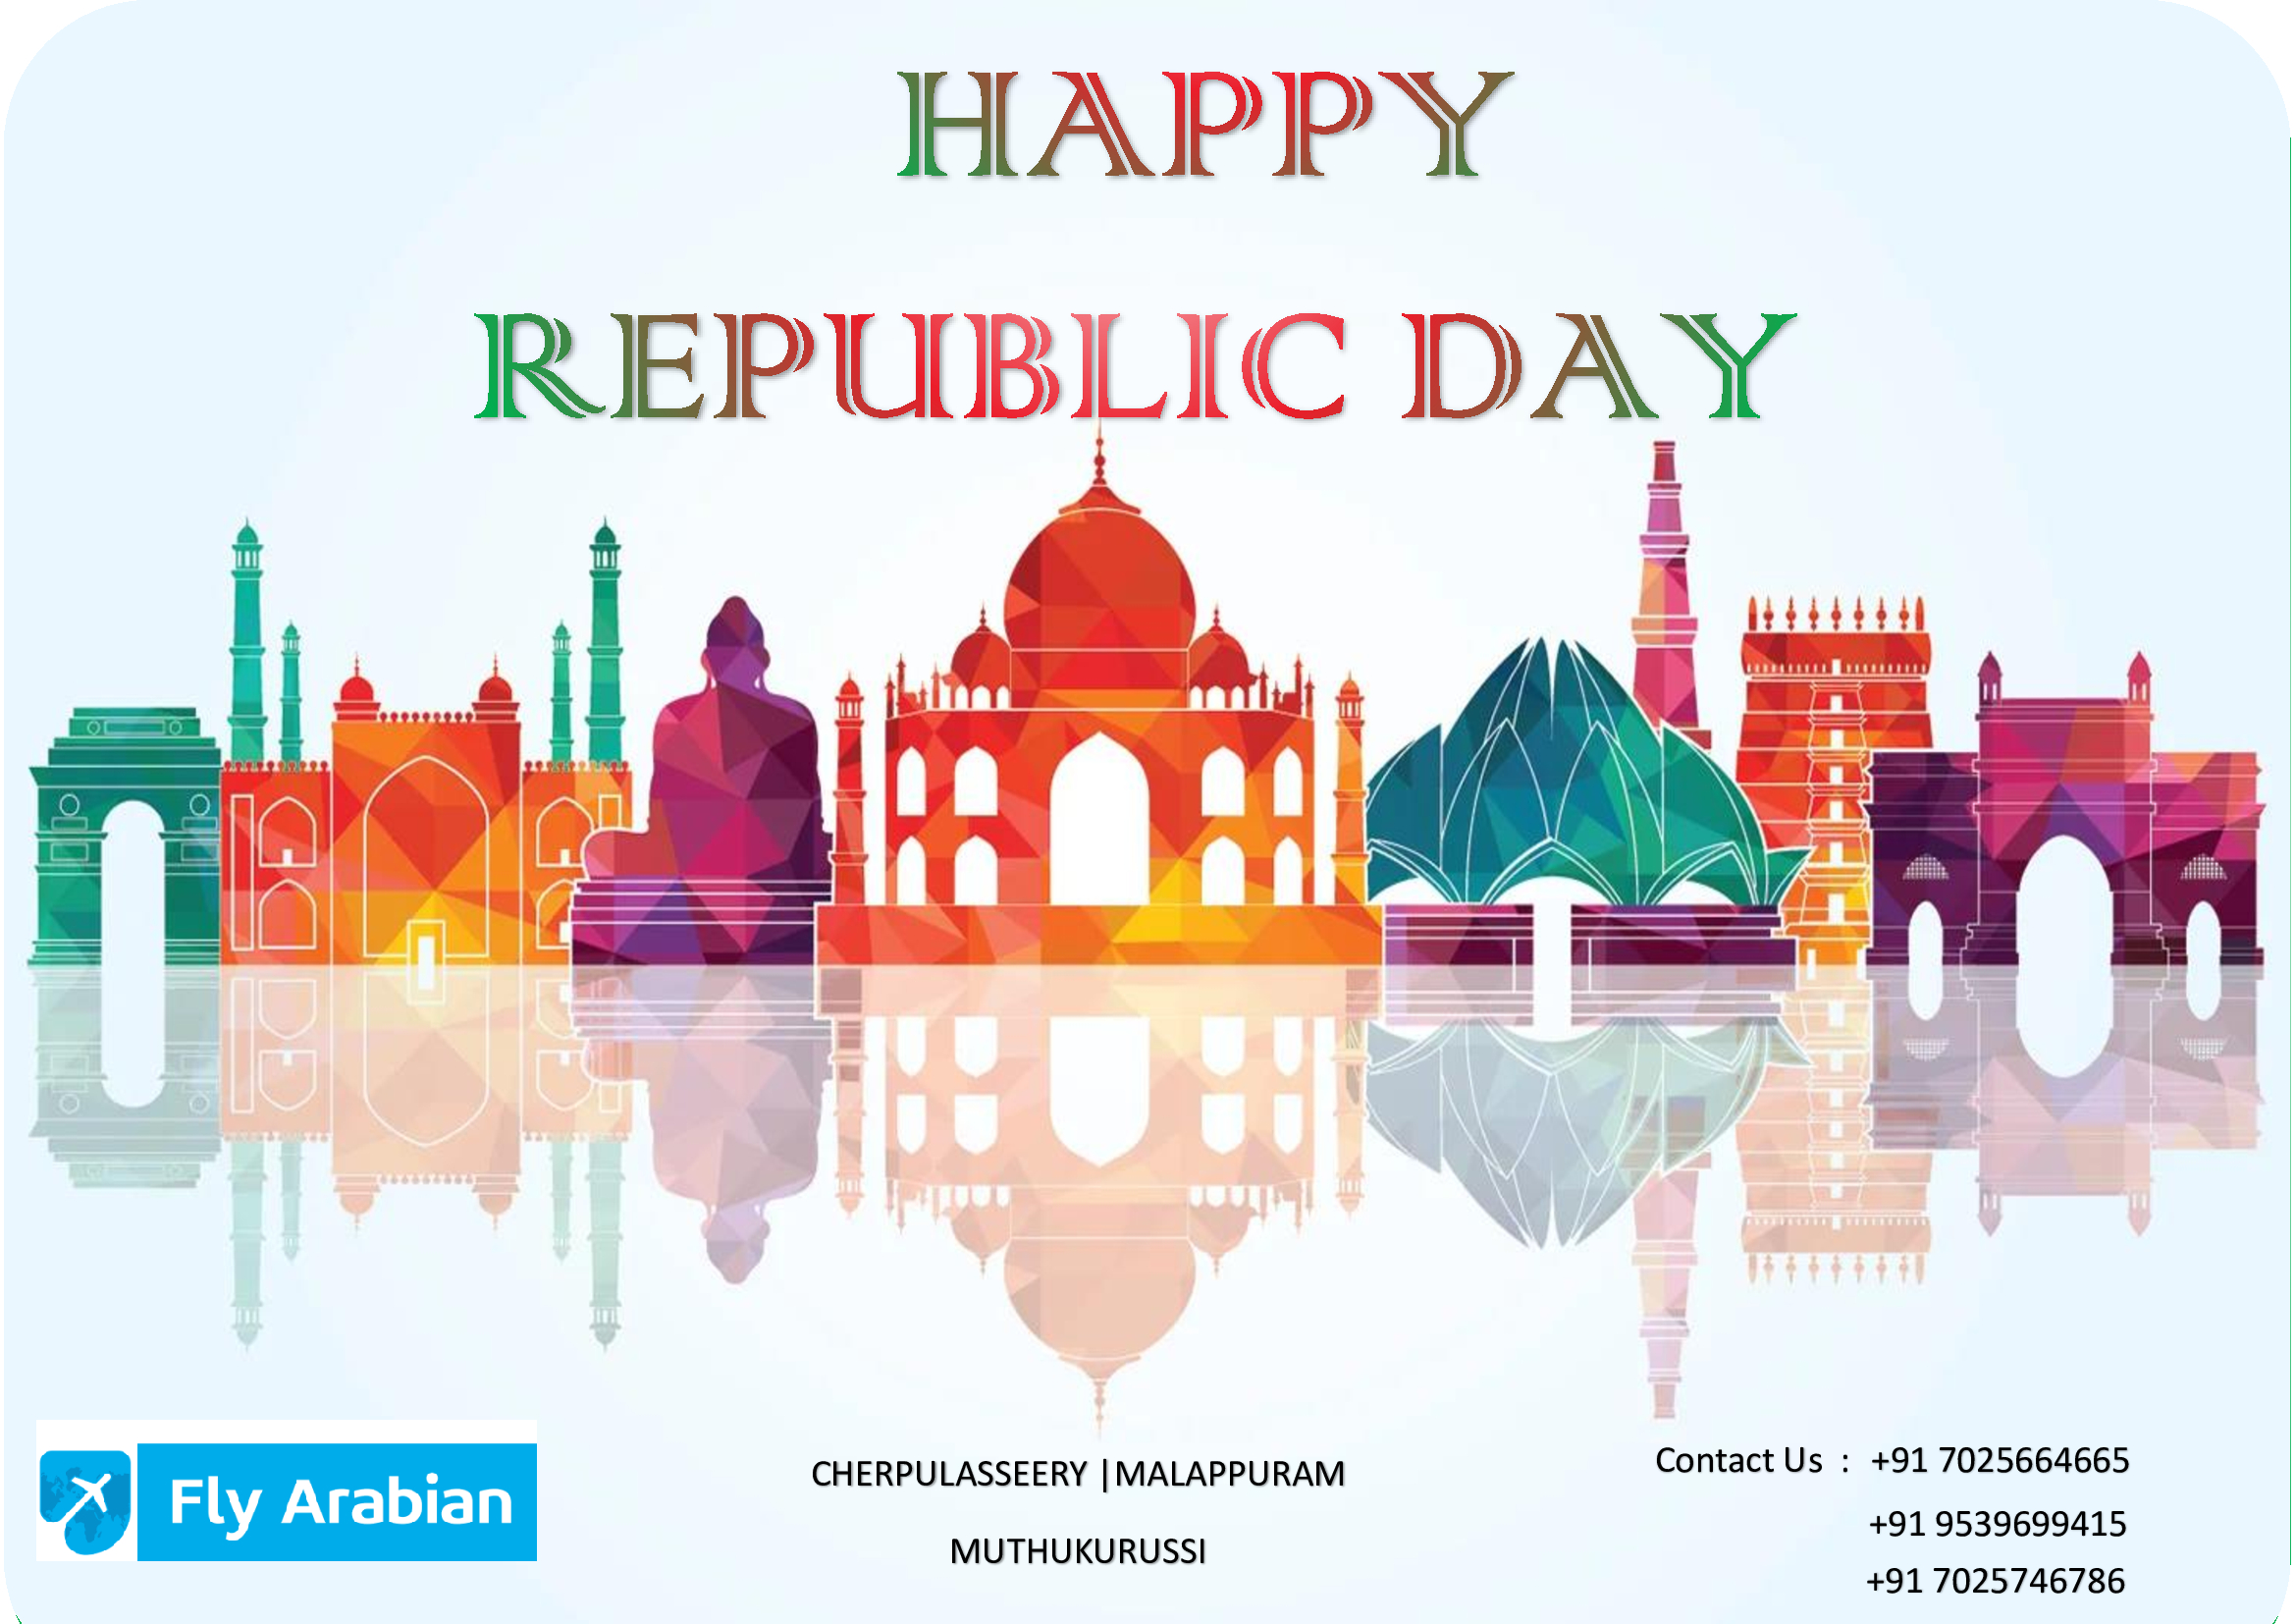 HAPPY
REPUBLIC DAY
Fly Arabian
CHERPULASSEERY |MALAPPURAM
MUTHUKURUSSI
Contact Us : +91 7025664665
+91 9539699415
+91 7025746786